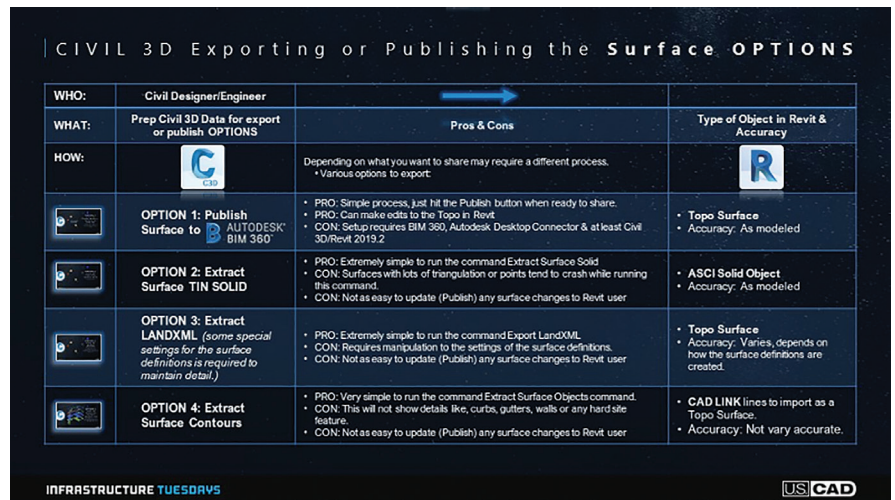 CIVIL 3D Exporting or Publishing the Surface OPTIONS
WHO:
Civil Designer/Engineer
WHAT:
Prep Civil 3D Data for export
or publish OPTIONS
Pros & Cons
Type of Object in Revit &
Accuracy
HOW:
C
C3D
Depending on what you want to share may require a different process.
• Various options to export:
R
OPTION 1: Publish
Surface to
AUTODESK®
BIM 360™
• PRO: Simple process, just hit the Publish button when ready to share.
• PRO: Can make edits to the Topo in Revit
• CON: Setup requires BIM 360, Autodesk Desktop Connector & at least Civil
3D/Revit 2019.2
• Topo Surface
• Accuracy: As modeled
OPTION 2: Extract
Surface TIN SOLID
• PRO: Extremely simple to run the command Extract Surface Solid
• CON: Surfaces with lots of triangulation or points tend to crash while running
this command.
• CON: Not as easy to update (Publish) any surface changes to Revit user
• ASCI Solid Object
• Accuracy: As modeled
OPTION 3: Extract
LANDXML (some special
settings for the surface
definitions is required to
maintain detail.)
• PRO: Extremely simple to run the command Export LandXML
• CON: Requires manipulation to the settings of the surface definitions.
• CON: Not as easy to update (Publish) any surface changes to Revit user
• Topo Surface
• Accuracy: Varies, depends on
how the surface definitions are
created.
OPTION 4: Extract
Surface Contours
• PRO: Very simple to run the command Extract Surface Objects command.
• CON: This will not show details like, curbs, gutters, walls or any hard site
feature.
• CON: Not as easy to update (Publish) any surface changes to Revit user
• CAD LINK lines to import as a
Topo Surface.
• Accuracy: Not vary accurate.
INFRASTRUCTURE TUESDAYS
US CAD